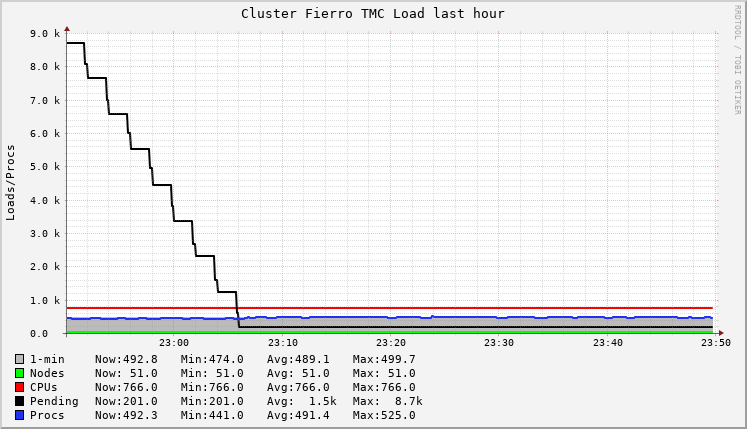 Cluster Fierro TMC Load last hour
RRDTOOL / TOBI OETIKER
Loads/Procs
9.0 k
8.0 k
7.0 k
6.0 k
5.0 k
4.0 k
3.0 k
2.0 k
1.0 k
0.0
23:00 23:10 23:20 23:30 23:40 23:50
1-min Now:492.8 Min:474.0 Avg:489.1 Max:499.7
Nodes Now: 51.0 Min: 51.0 Avg: 51.0 Max: 51.0
CPUs Now:766.0 Min:766.0 Avg:766.0 Max:766.0
Pending Now:201.0 Min:201.0 Avg: 1.5k Max: 8.7k
Procs Now:492.3 Min:441.0 Avg:491.4 Max:525.0